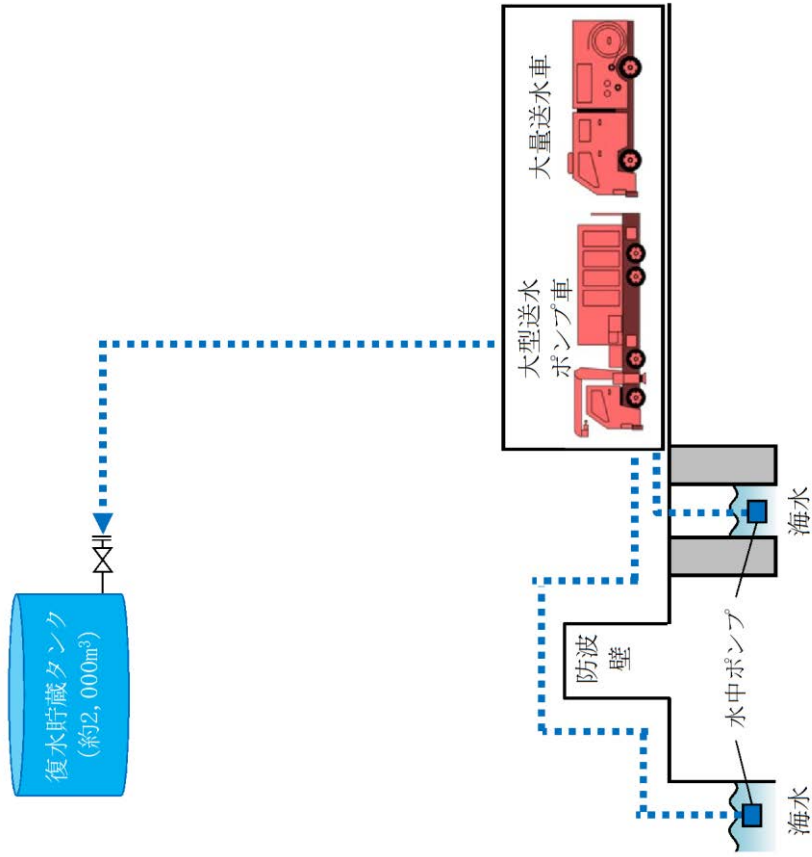 復水貯蔵タンク
(約2,000m³)
大型送水
ポンプ車
大量送水車
防波
壁
水中ポンプ
海水
海水